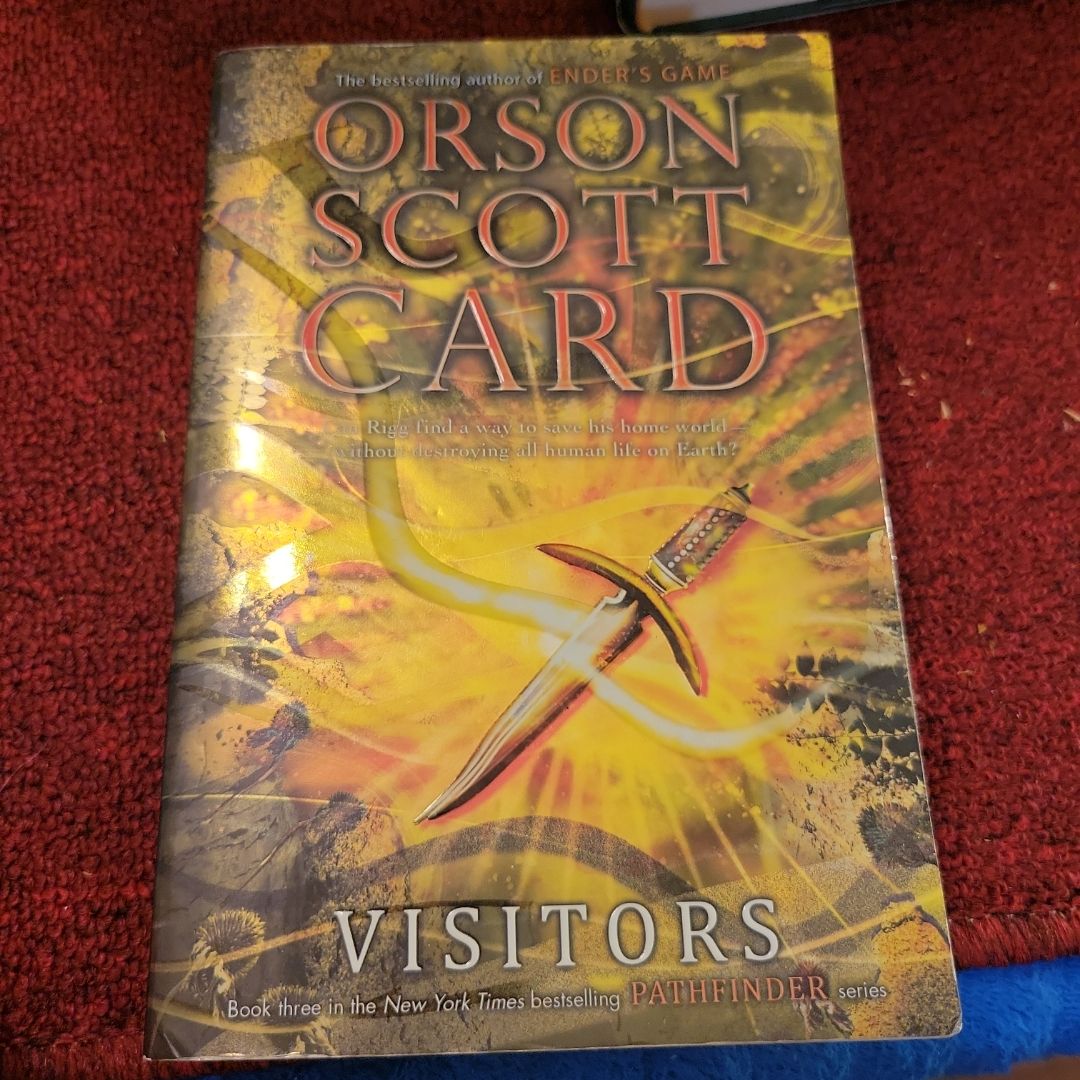 The bestselling author of ENDER'S GAME
ORSON
SCOTT
CARD
Can Rigg find a way to save his home world—
without destroying all human life on Earth?
VISITORS
Book three in the New York Times bestselling PATHFINDER series